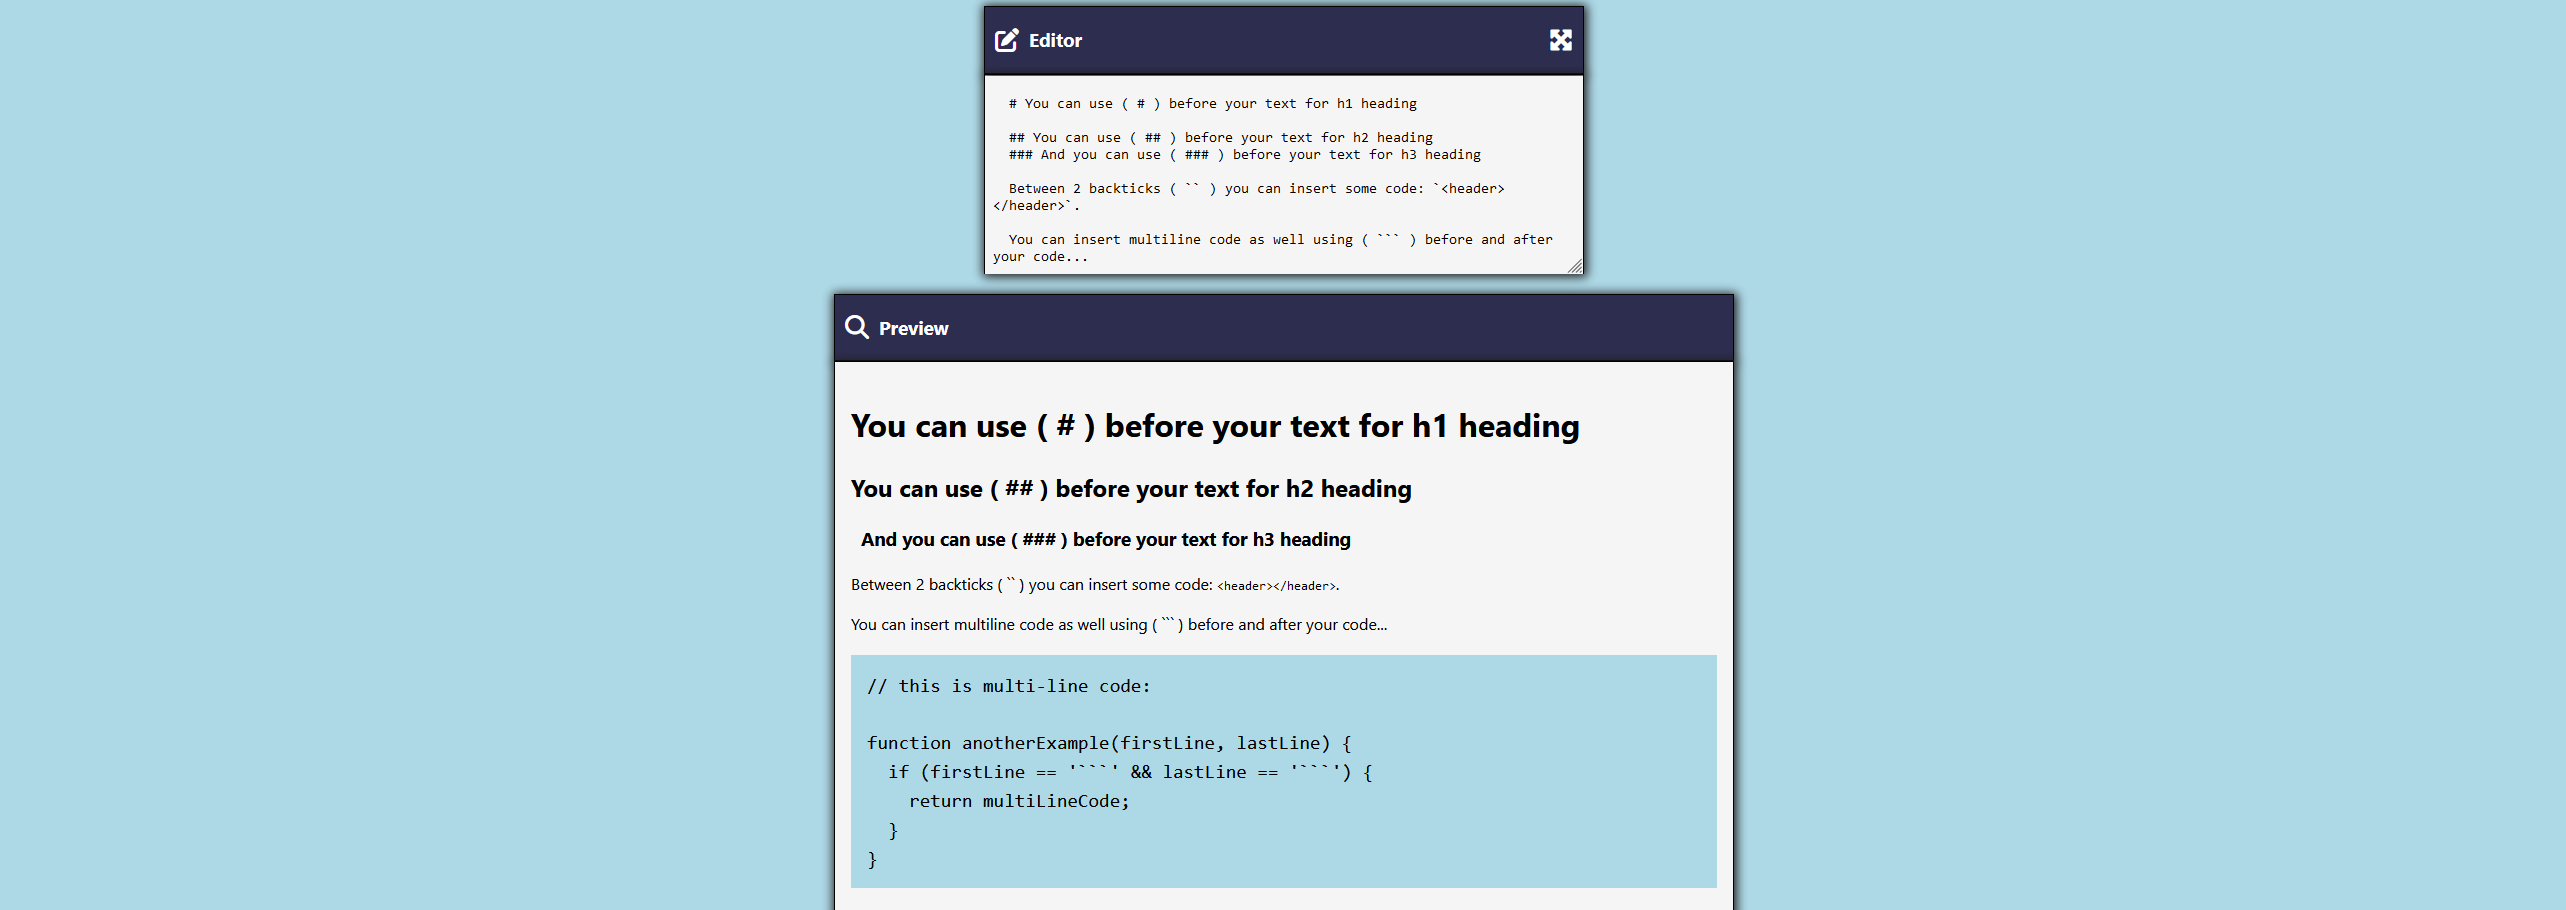 Editor
# You can use ( # ) before your text for h1 heading
## You can use ( ## ) before your text for h2 heading
### And you can use ( ### ) before your text for h3 heading
Between 2 backticks ( `` ) you can insert some code: `<header>
</header>`.
You can insert multiline code as well using ( ``` ) before and after
your code...
Preview
You can use ( # ) before your text for h1 heading
You can use ( ## ) before your text for h2 heading
And you can use ( ### ) before your text for h3 heading
Between 2 backticks ( `` ) you can insert some code: <header></header>.
You can insert multiline code as well using ( ``` ) before and after your code...
// this is multi-line code:
function anotherExample(firstLine, lastLine) {
  if (firstLine == '```' && lastLine == '```') {
    return multiLineCode;
  }
}